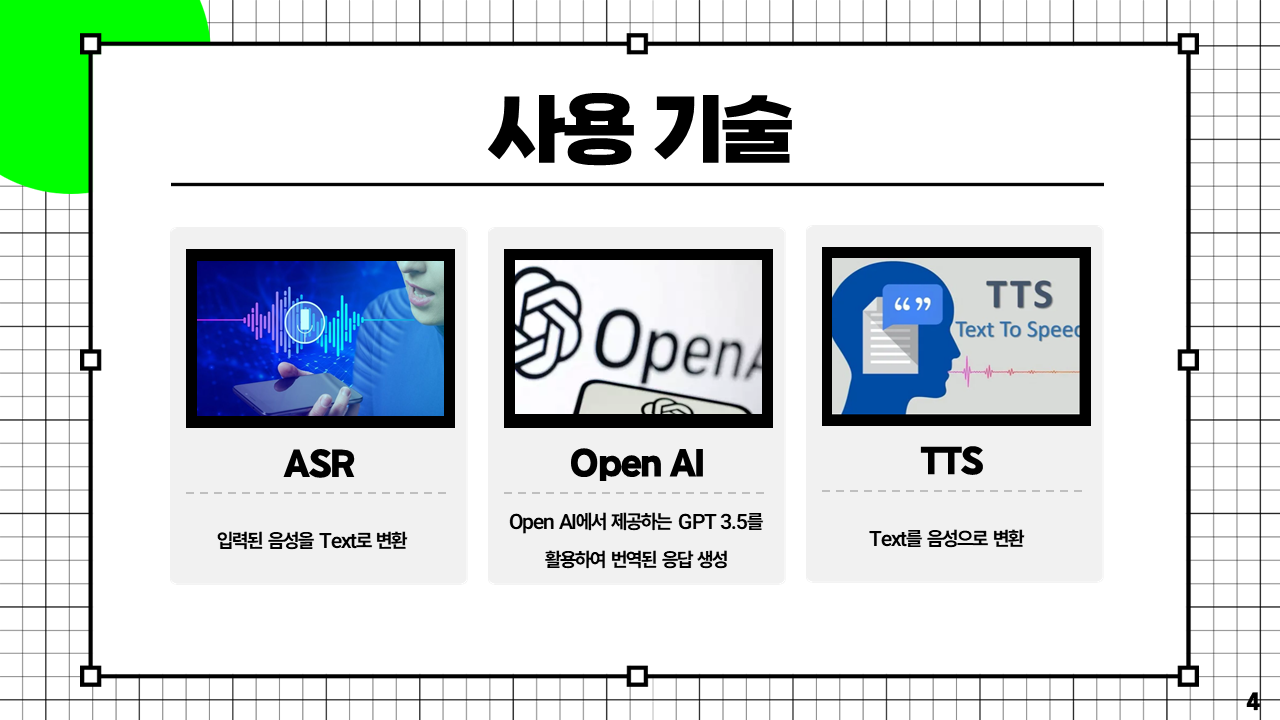 사용 기술
OpenA
“ ”
TTS
Text To Speec
ASR
Open AI
TTS
입력된 음성을 Text로 변환
Open AI에서 제공하는 GPT 3.5를
활용하여 번역된 응답 생성
Text를 음성으로 변환
4